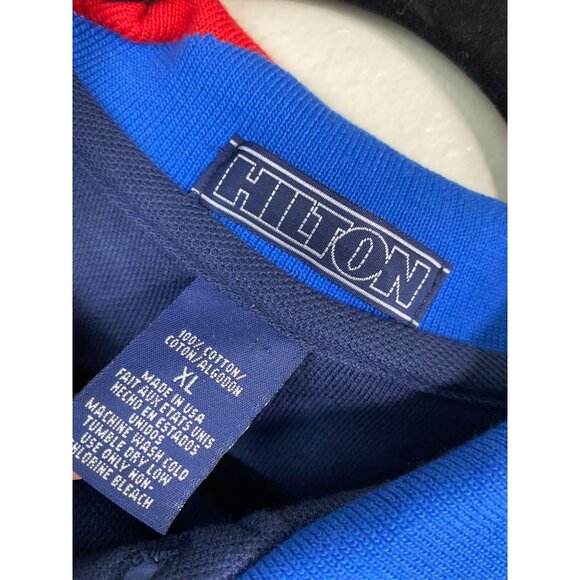 HILTON
100% COTTON/
COTON/ALGODON
XL
MADE IN USA
FAIT AUX ETATS UNIS
HECHO EN ESTADOS
UNIDOS
MACHINE WASH COLD
TUMBLE DRY LOW
USE ONLY NON-
CHLORINE BLEACH